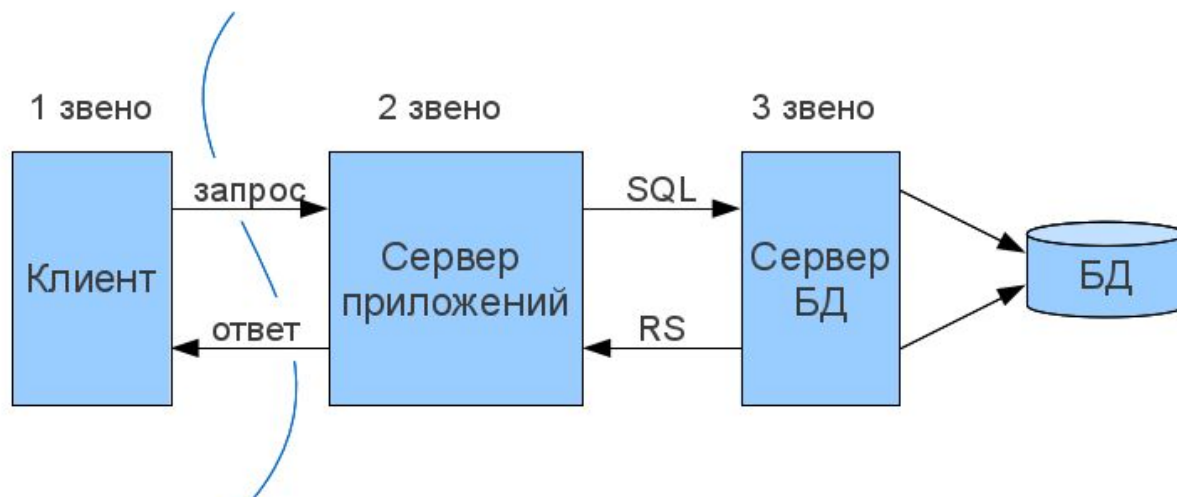 1 звено
2 звено
3 звено
запрос
SQL
Клиент
Сервер
приложений
Сервер
БД
БД
ответ
RS